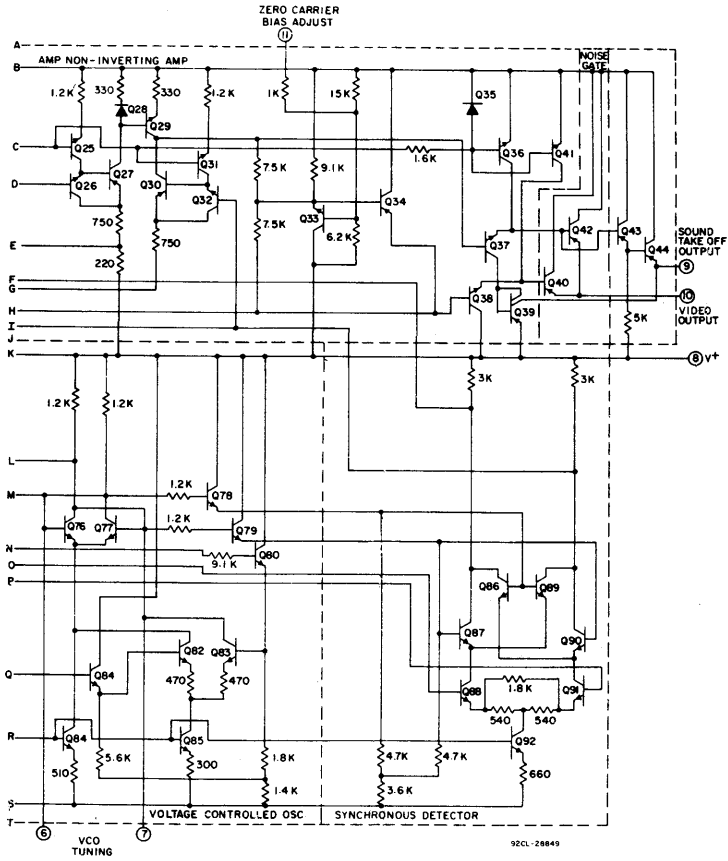 ZERO CARRIER
BIAS ADJUST
11
A
AMP NON-INVERTING AMP
NOISE
GATE
B
1.2K
330
330
1.2K
1K
15K
Q28
Q29
Q35
C
Q25
Q31
1.6K
Q36
Q41
D
Q26
Q27
Q30
Q32
7.5K
9.1K
Q33
Q34
750
750
7.5K
6.2K
Q37
Q42
Q43
Q44
SOUND
TAKE OFF
OUTPUT
9
E
220
F
G
H
Q38
Q40
Q39
10
VIDEO
OUTPUT
I
5K
J
K
8 V+
1.2K
1.2K
3K
3K
L
M
1.2K
Q78
Q76
Q77
1.2K
Q79
N
9.1K
Q80
O
P
Q86
Q89
Q87
Q90
Q82
Q83
Q
Q84
470
470
Q88
1.8K
Q91
540
540
R
Q84
Q85
Q92
510
5.6K
300
1.8K
4.7K
4.7K
660
1.4K
3.6K
S
T
VOLTAGE CONTROLLED OSC
SYNCHRONOUS DETECTOR
6
7
VCO
TUNING
92CL-28849